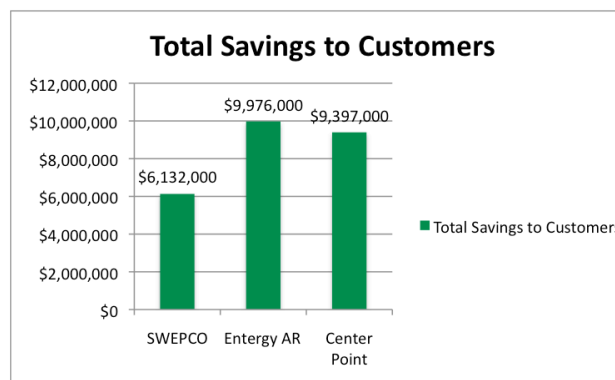 Total Savings to Customers
$12,000,000
$10,000,000
$8,000,000
$6,000,000
$4,000,000
$2,000,000
$0
$6,132,000
$9,976,000
$9,397,000
SWEPCO
Entergy AR
Center
Point
Total Savings to Customers